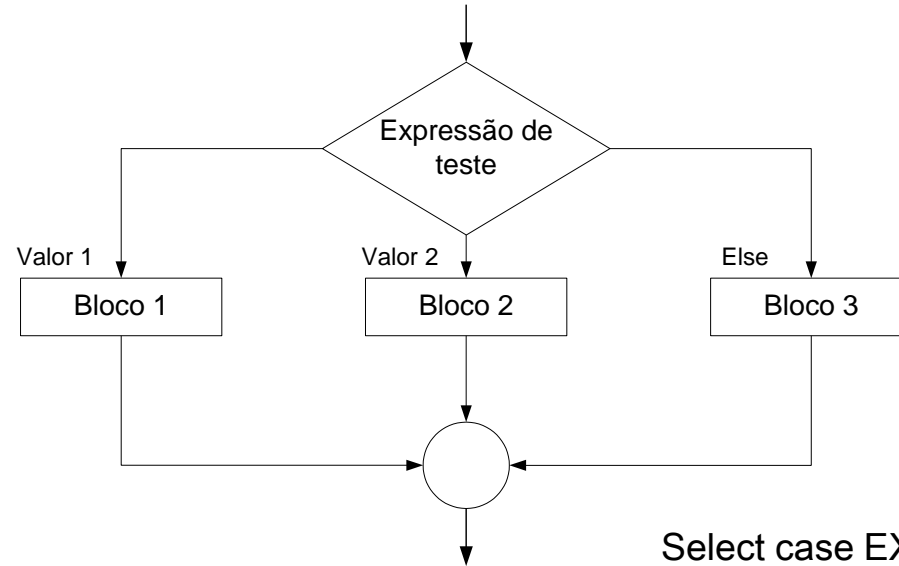 Expressão de
teste
Valor 1
Valor 2
Else
Bloco 1
Bloco 2
Bloco 3
Select case